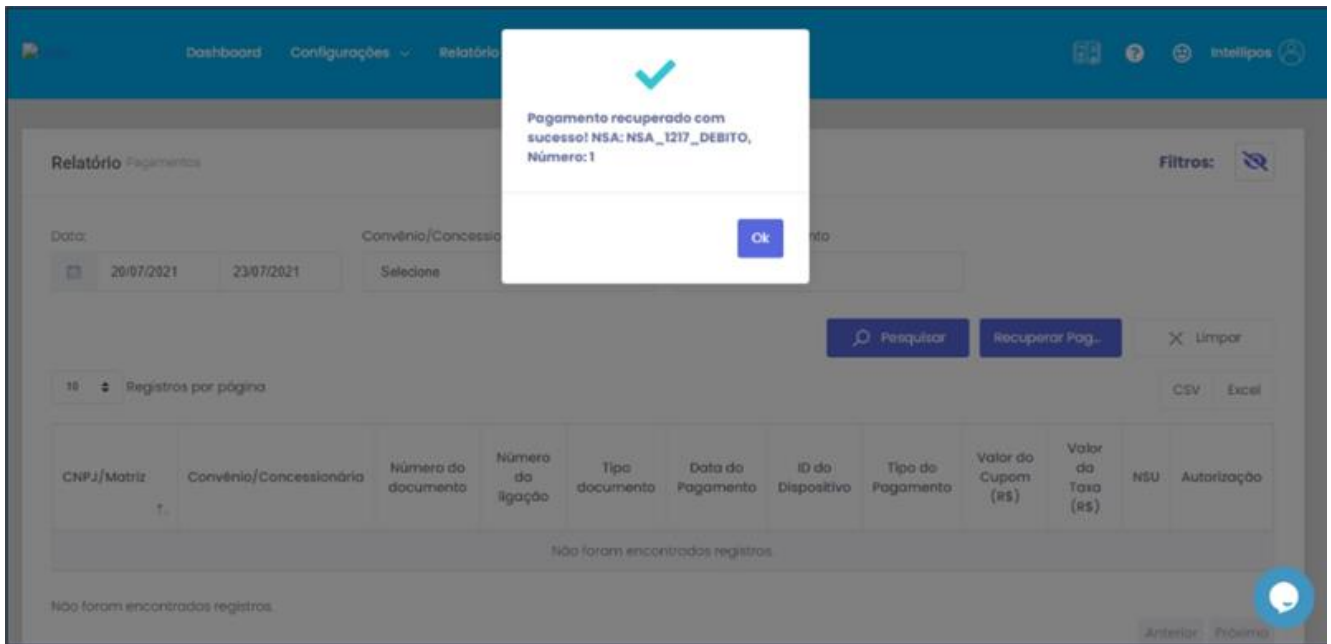 Dashboard Configurações Relatório Intellipos
Pagamento recuperado com
sucesso! NSA: NSA_1217_DEBITO,
Número: 1
Ok
Relatório Pagamentos Filtros:
Data: Convênio/Concessio nto
20/07/2021 23/07/2021 Selecione
Pesquisar Recuperar Pag... Limpar
10 Registros por página CSV Excel
CNPJ/Matriz Convênio/Concessionária Número do documento Número do ligação Tipo documento Data do Pagamento ID do Dispositivo Tipo do Pagamento Valor do Cupom (R$) Valor da Taxa (R$) NSU Autorização
Não foram encontrados registros
Não foram encontrados registros.
Anterior Próximo